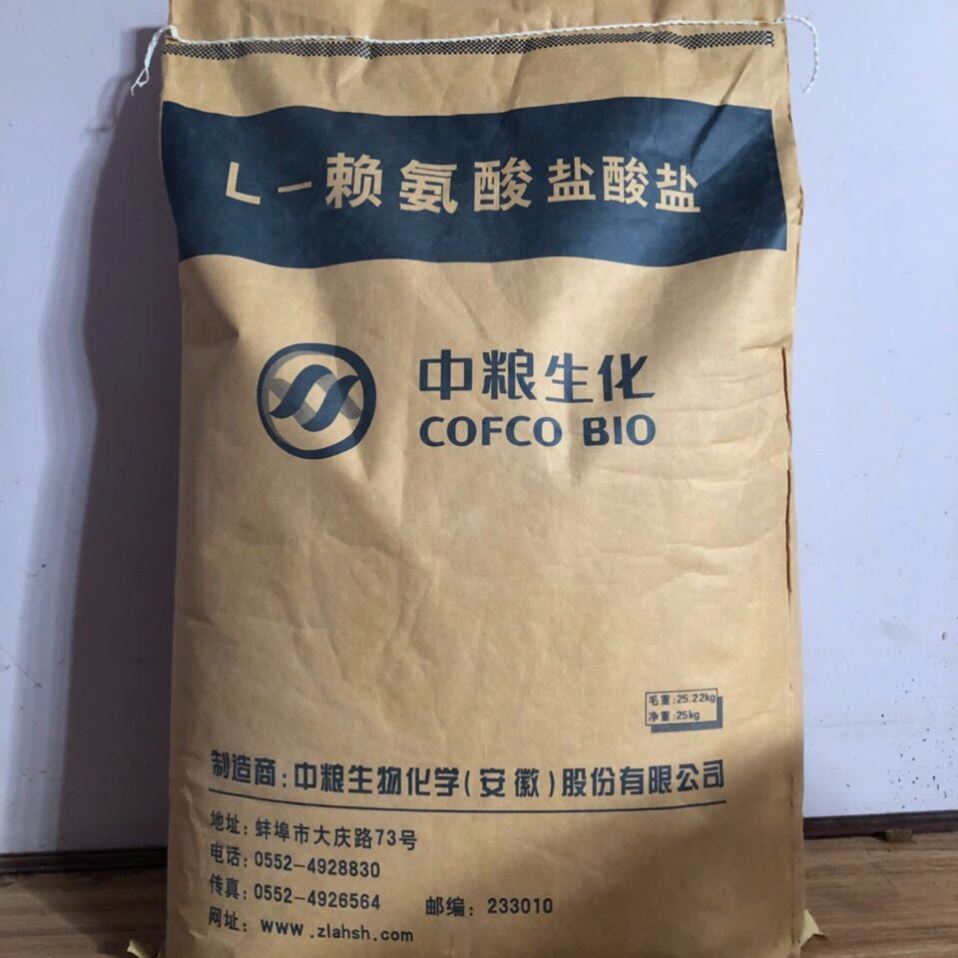 L-赖氨酸盐酸盐
中粮生化
COFCO BIO
毛重:25.22kg
净重:25kg
制造商:中粮生物化学(安徽)股份有限公司
地址:蚌埠市大庆路73号
电话:0552-4928830
传真:0552-4926564 邮编:233010
网址:www.zlahsh.com